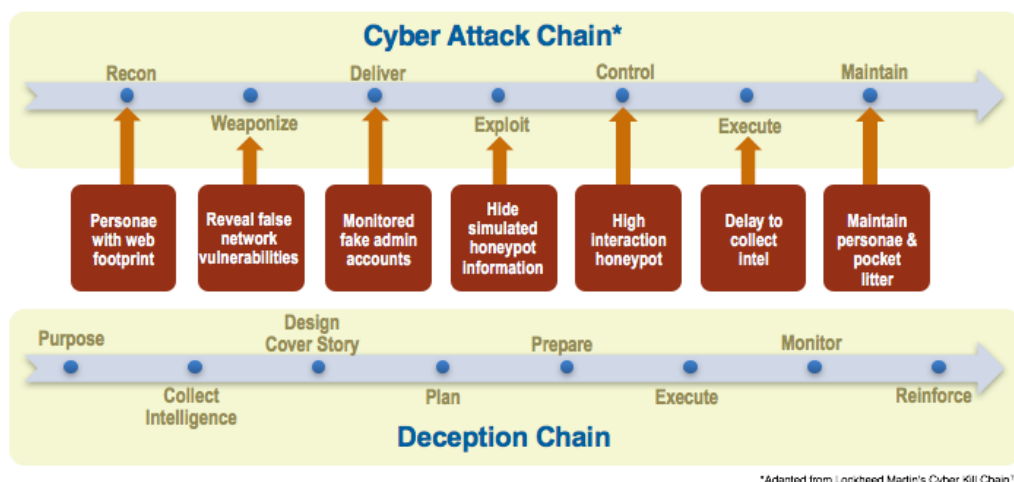 Cyber Attack Chain*
Recon
Deliver
Control
Maintain
Weaponize
Exploit
Execute
Personae
with web
footprint
Reveal false
network
vulnerabilities
Monitored
fake admin
accounts
Hide
simulated
honeypot
information
High
interaction
honeypot
Delay to
collect
intel
Maintain
personae &
pocket
litter
Purpose
Design
Cover Story
Prepare
Monitor
Collect
Intelligence
Plan
Execute
Reinforce
Deception Chain
*Adapted from Lockheed Martin's Cyber Kill Chain